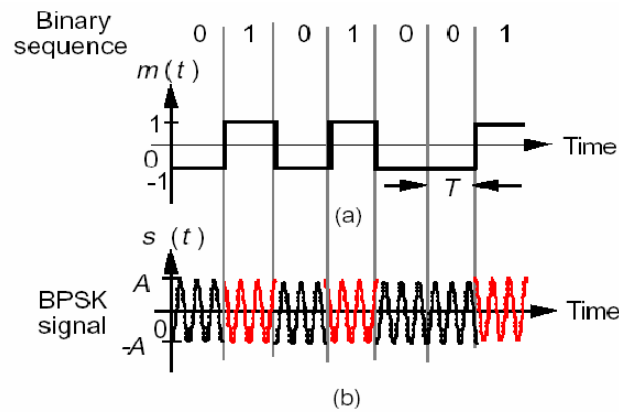 Binary
sequence
0 1 0 1 0 0 1
m(t)
1
0
-1
Time
T
(a)
s (t)
A
BPSK
signal
0
-A
Time
(b)